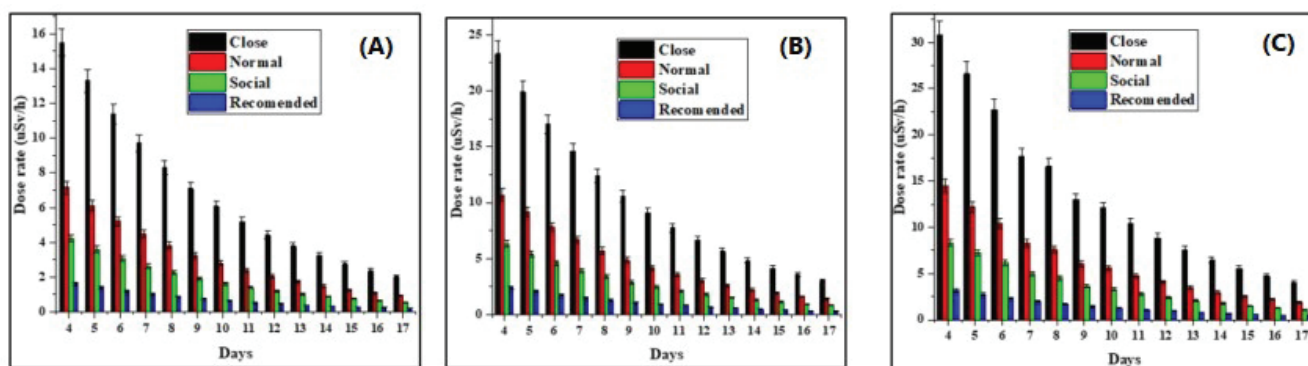 (A)
Close
Normal
Social
Recomended
Dose rate (uSv/h)
16
14
12
10
8
6
4
2
0
4 5 6 7 8 9 10 11 12 13 14 15 16 17
Days
(B)
Close
Normal
Social
Recomended
Dose rate (uSv/h)
25
20
15
10
5
0
4 5 6 7 8 9 10 11 12 13 14 15 16 17
Days
(C)
Close
Normal
Social
Recomended
Dose rate (uSv/h)
30
25
20
15
10
5
0
4 5 6 7 8 9 10 11 12 13 14 15 16 17
Days